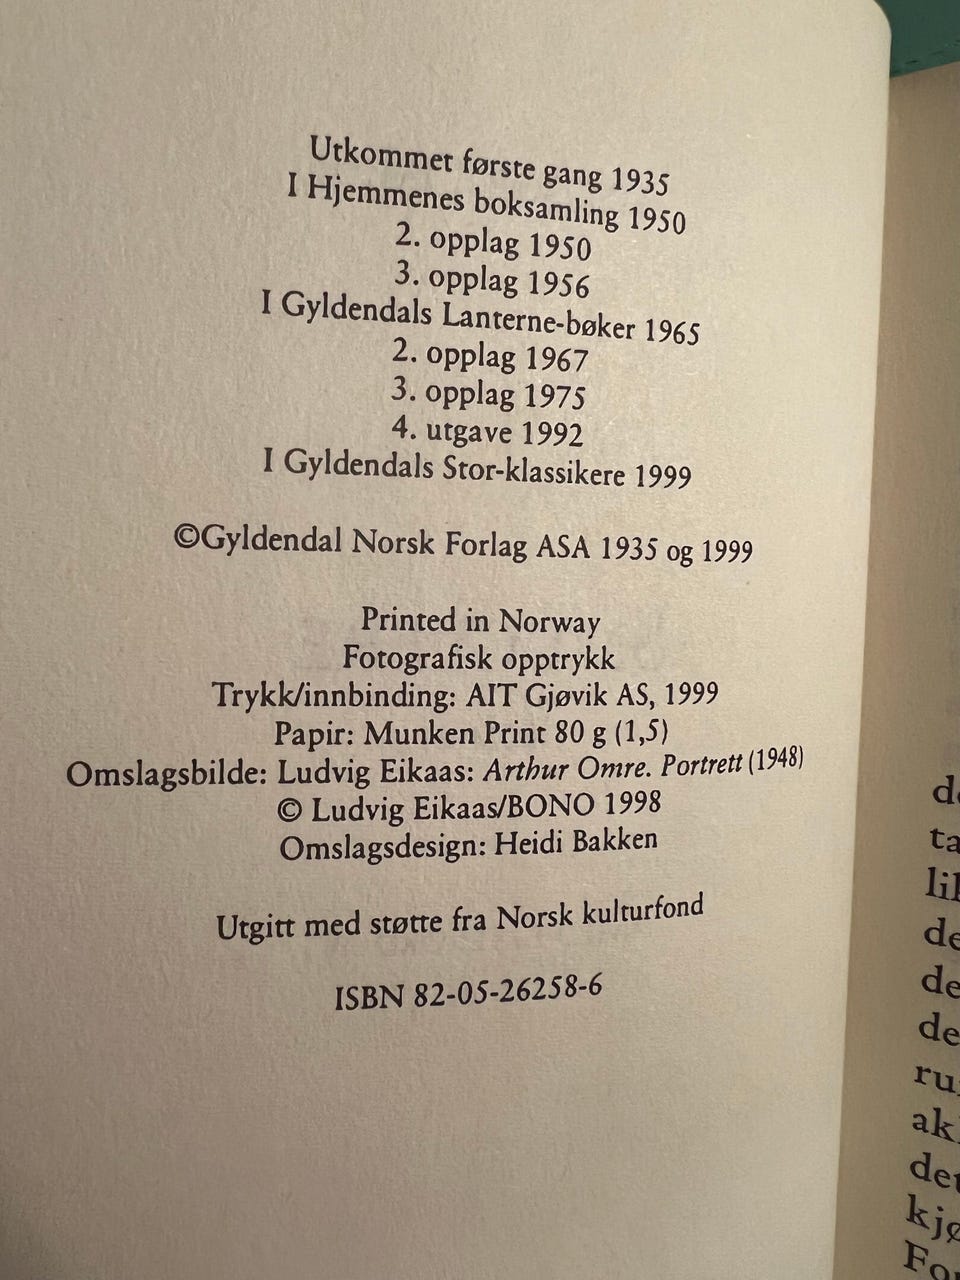 Utkommet første gang 1935
I Hjemmenes boksamling 1950
2. opplag 1950
3. opplag 1956
I Gyldendals Lanterne-bøker 1965
2. opplag 1967
3. opplag 1975
4. utgave 1992
I Gyldendals Stor-klassikere 1999
©Gyldendal Norsk Forlag ASA 1935 og 1999
Printed in Norway
Fotografisk opptrykk
Trykk/innbinding: AIT Gjøvik AS, 1999
Papir: Munken Print 80 g (1,5)
Omslagsbilde: Ludvig Eikaas: Arthur Omre. Portrett (1948)
© Ludvig Eikaas/BONO 1998
Omslagsdesign: Heidi Bakken
Utgitt med støtte fra Norsk kulturfond
ISBN 82-05-26258-6